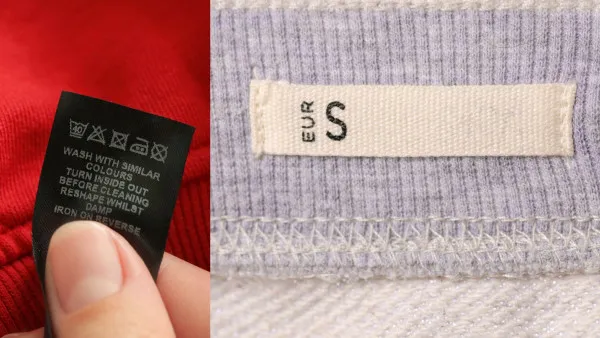 40
WASH WITH SIMILAR
COLOURS
TURN INSIDE OUT
BEFORE CLEANING
RESHAPE WHILST
DAMP
IRON ON REVERSE
EUR S